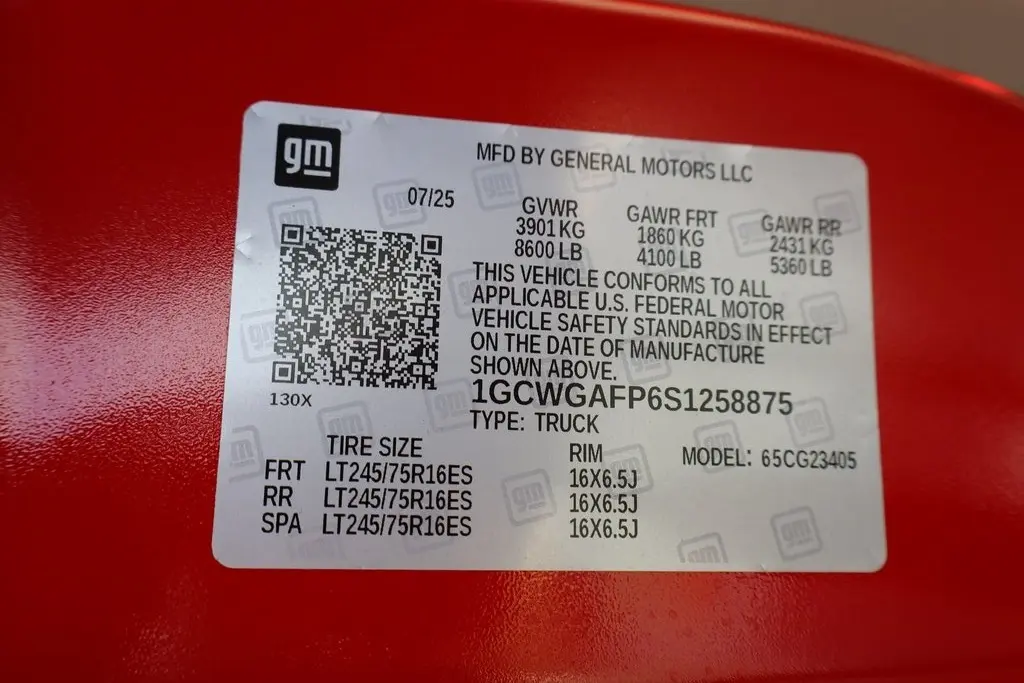 gm
MFD BY GENERAL MOTORS LLC
07/25
GVWR GAWR FRT GAWR RR
3901 KG 1860 KG 2431 KG
8600 LB 4100 LB 5360 LB
THIS VEHICLE CONFORMS TO ALL
APPLICABLE U.S. FEDERAL MOTOR
VEHICLE SAFETY STANDARDS IN EFFECT
ON THE DATE OF MANUFACTURE
SHOWN ABOVE.
130X
1GCWGAFP6S1258875
TYPE: TRUCK
TIRE SIZE RIM MODEL: 65CG23405
FRT LT245/75R16ES 16X6.5J
RR LT245/75R16ES 16X6.5J
SPA LT245/75R16ES 16X6.5J